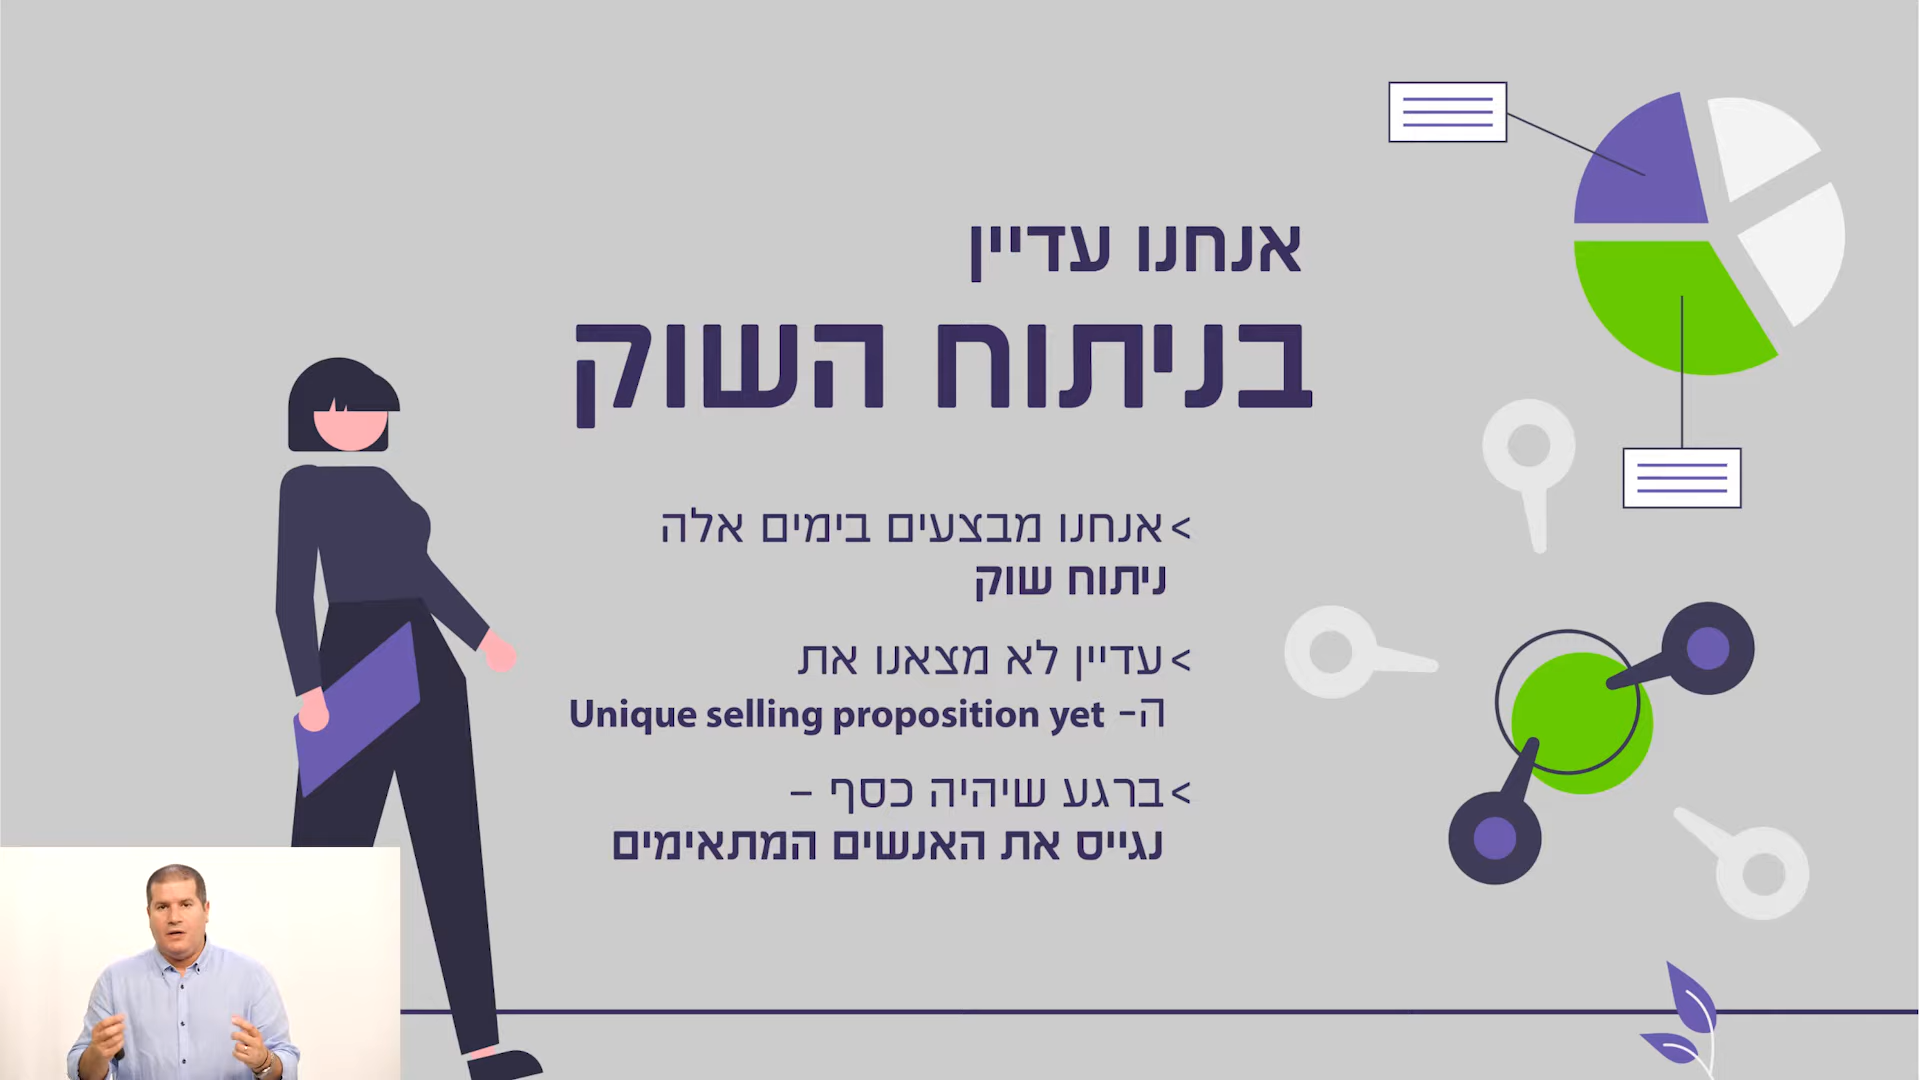 אנחנו עדיין
בניתוח השוק
>אנחנו מבצעים בימים אלה
ניתוח שוק
>עדיין לא מצאנו את
ה- Unique selling proposition yet
>ברגע שיהיה כסף –
נגייס את האנשים המתאימים